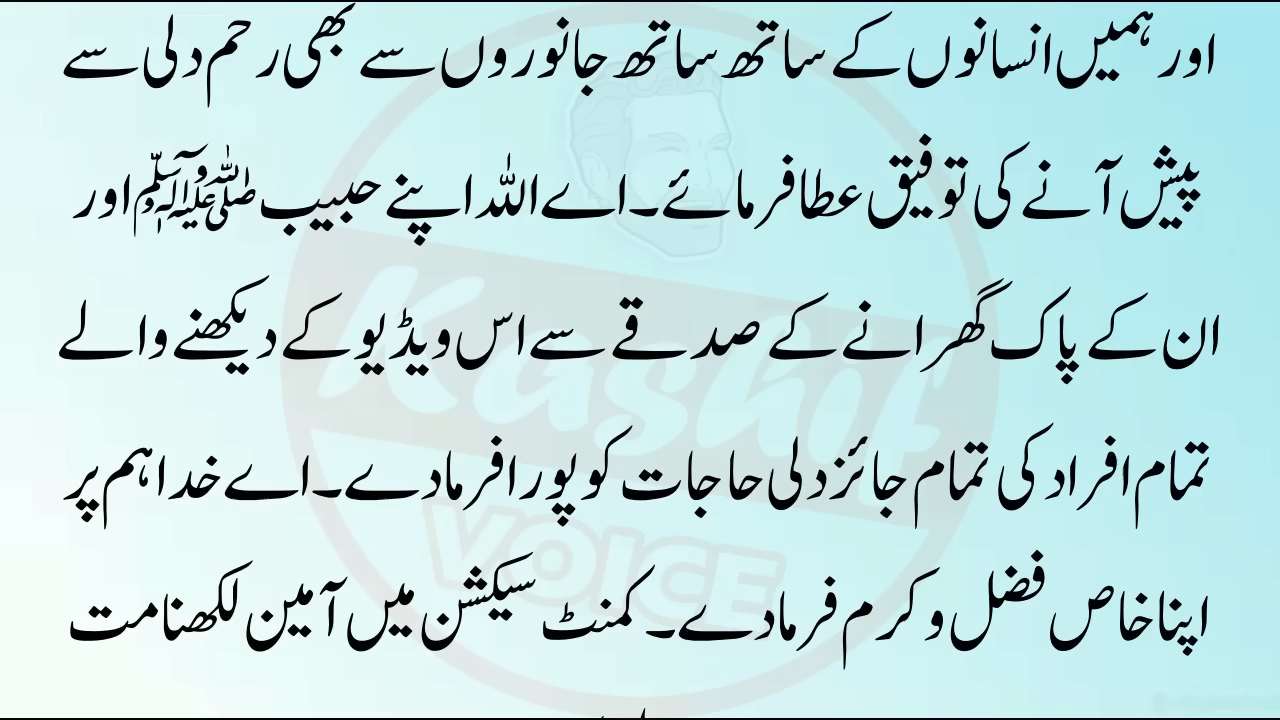 اور ہمیں انسانوں کے ساتھ ساتھ جانوروں سے بھی رحم دلی سے
پیش آنے کی توفیق عطا فرمائے۔ اے اللہ اپنے حبیب ﷺ اور
ان کے پاک گھرانے کے صدقے سے اس ویڈیو کے دیکھنے والے
تمام افراد کی تمام جائز دلی حاجات کو پورا فرما دے۔ اے خدا ہم پر
اپنا خاص فضل و کرم فرما دے۔ کمنٹ سیکشن میں آمین لکھنا مت
Kashif
VOICE